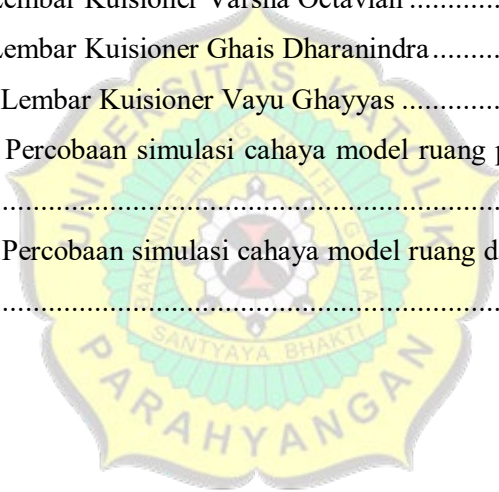 Lembar Kuisioner Varsha Octavian ................
Lembar Kuisioner Ghais Dharanindra................
Lembar Kuisioner Vayu Ghayyas ................
Percobaan simulasi cahaya model ruang
................................................................
Percobaan simulasi cahaya model ruang
................................................................
UNIVERSITAS KATOLIK
PARAHYANGAN
SANTYAYA BHAKTI